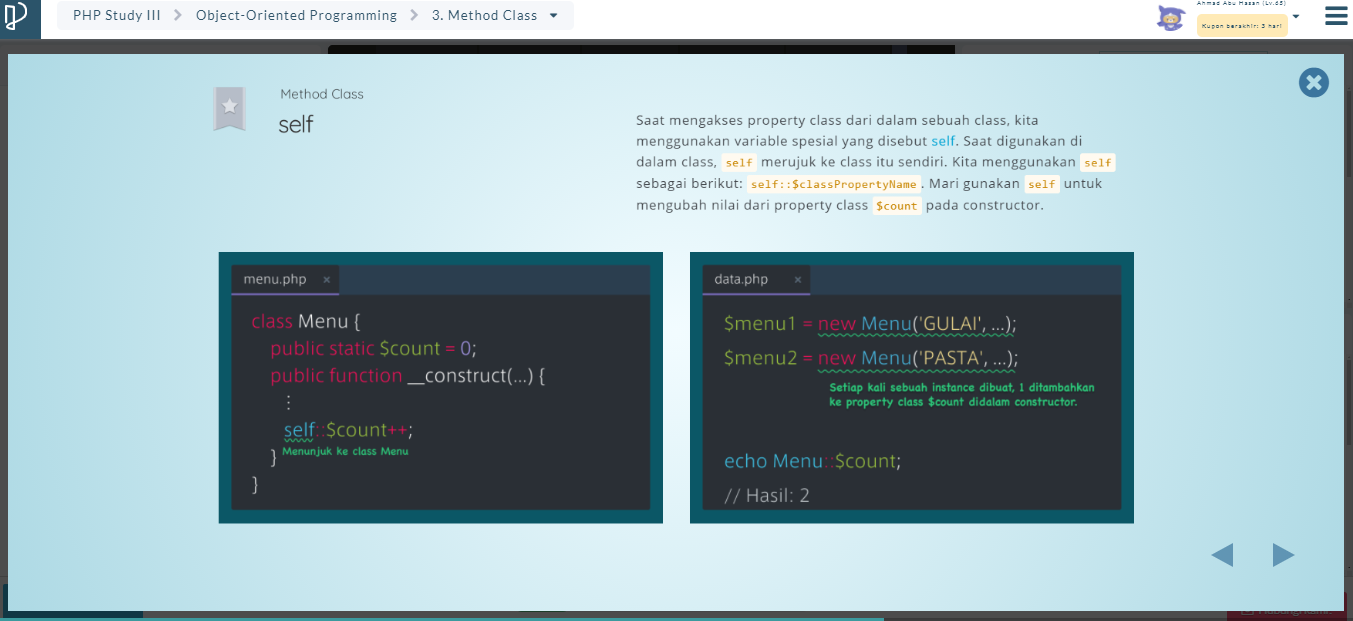 PHP Study III > Object-Oriented Programming > 3. Method Class
Ahmad Abu Hasan (Lv.65)
Kupon berakhir: 3 hari
Method Class
self
Saat mengakses property class dari dalam sebuah class, kita
menggunakan variable spesial yang disebut self. Saat digunakan di
dalam class, self merujuk ke class itu sendiri. Kita menggunakan self
sebagai berikut: self::$classPropertyName. Mari gunakan self untuk
mengubah nilai dari property class $count pada constructor.
menu.php ×
class Menu {
public static $count = 0;
public function __construct(...) {
⋮
self::$count++;
} Menunjuk ke class Menu
}
data.php ×
$menu1 = new Menu('GULAI', ...);
$menu2 = new Menu('PASTA', ...);
Setiap kali sebuah instance dibuat, 1 ditambahkan
ke property class $count didalam constructor.
echo Menu::$count;
// Hasil: 2